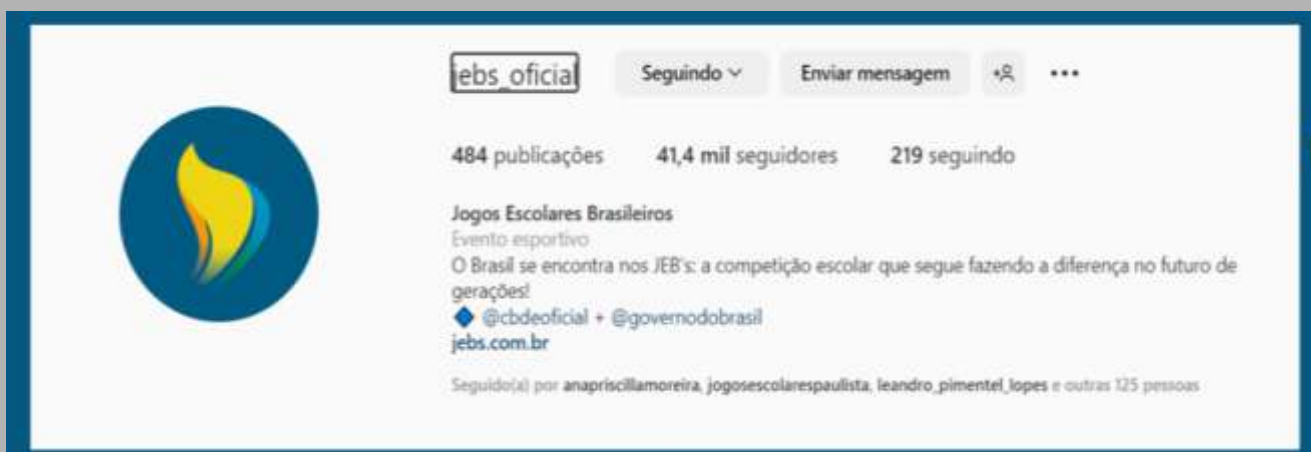 jebs_oficial Seguindo Enviar mensagem
484 publicações 41,4 mil seguidores 219 seguindo
Jogos Escolares Brasileiros
Evento esportivo
O Brasil se encontra nos JEB's: a competição escolar que segue fazendo a diferença no futuro de
gerações!
@cbdeoficial + @governodobrasil
jebs.com.br
Seguido(a) por anapriscillamoreira, jogosescolarespaulista, leandro_pimentel_lopes e outras 125 pessoas